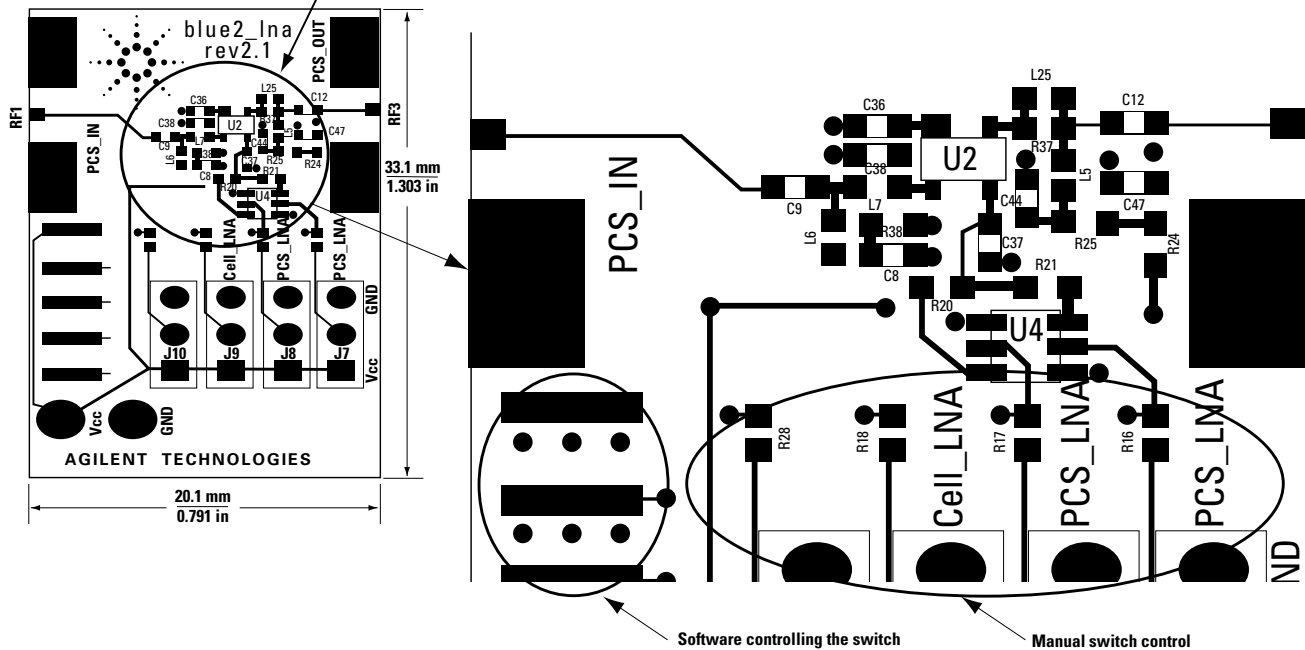 blue2_lna
rev2.1
PCS_OUT
RF1
RF3
PCS_IN
C36
L25
C12
C38
U2
R37
L5
C47
C9
L7
C44
L6
R38
R25
R24
C37
C8
R20
R21
U4
33.1 mm
1.303 in
Cell_LNA
PCS_LNA
PCS_LNA
GND
J10
J9
J8
J7
Vcc
Vcc
GND
AGILENT TECHNOLOGIES
20.1 mm
0.791 in
L25
C36
C12
U2
R37
PCS_IN
C38
L5
C9
C44
C47
L7
L6
R38
C37
R25
R24
C8
R21
R20
U4
R28
R18
Cell_LNA
R17
PCS_LNA
R16
PCS_LNA
ND
Software controlling the switch
Manual switch control